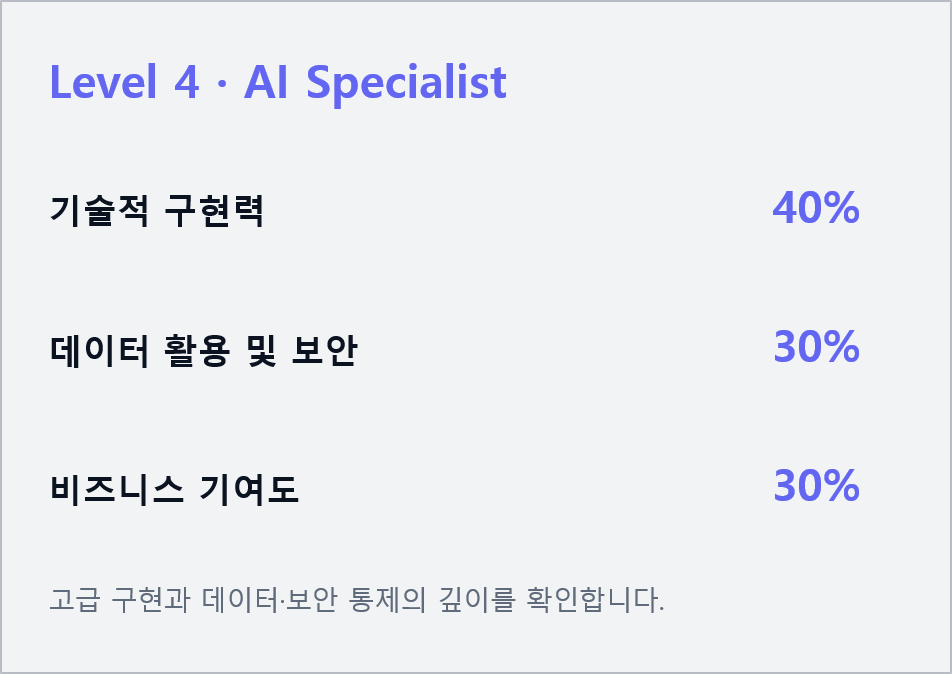 Level 4 · AI Specialist
기술적 구현력 40%
데이터 활용 및 보안 30%
비즈니스 기여도 30%
고급 구현과 데이터·보안 통제의 깊이를 확인합니다.